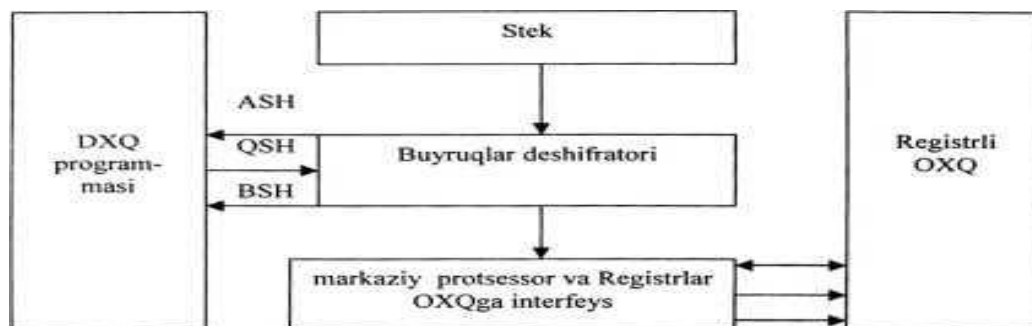 Stek
ASH
DXQ
program-
masi
QSH
BSH
Buyruqlar deshifratori
Registrli
OXQ
markaziy protsessor va Registrlar
OXQga interfeys